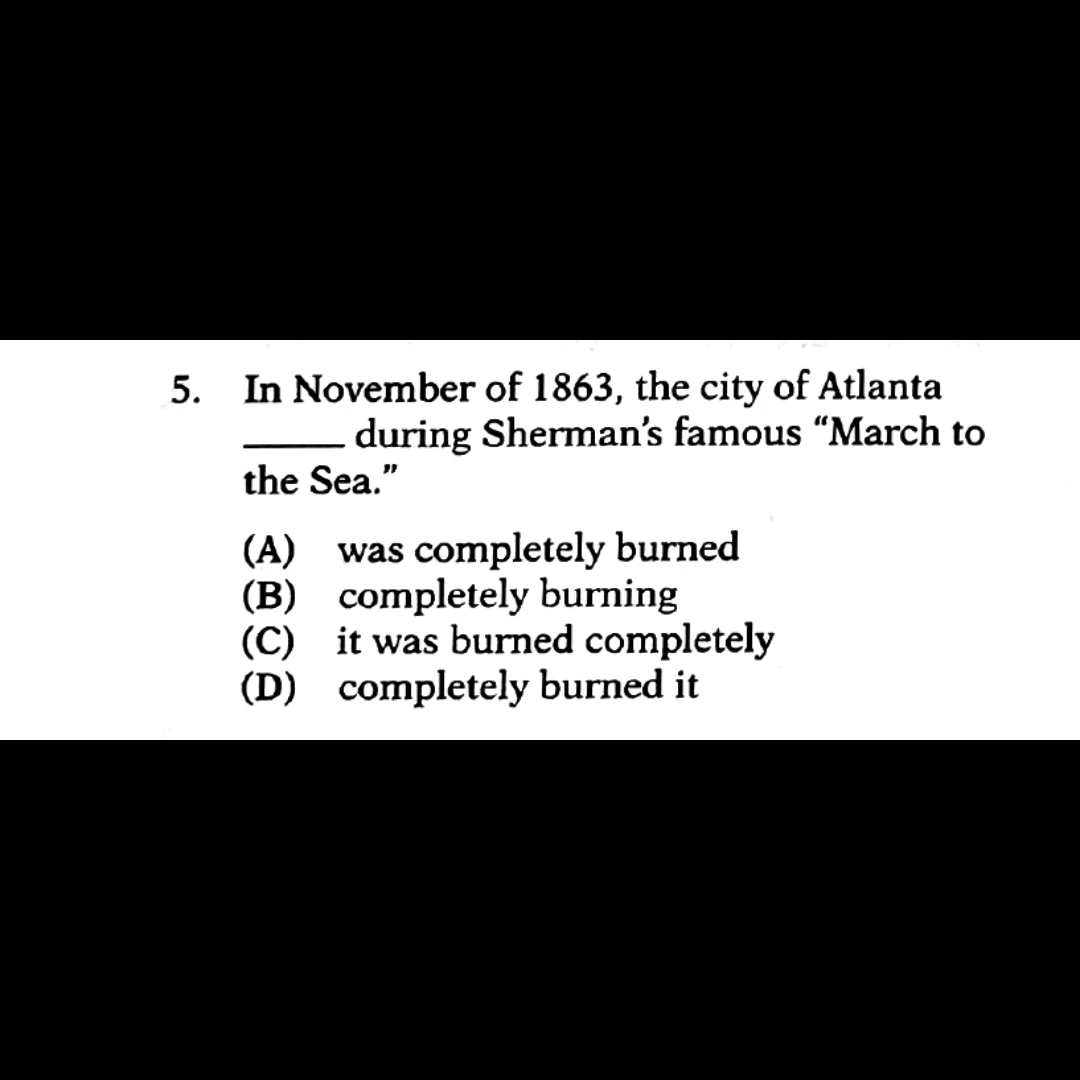 5. In November of 1863, the city of Atlanta
_____ during Sherman's famous “March to
the Sea.”
(A) was completely burned
(B) completely burning
(C) it was burned completely
(D) completely burned it